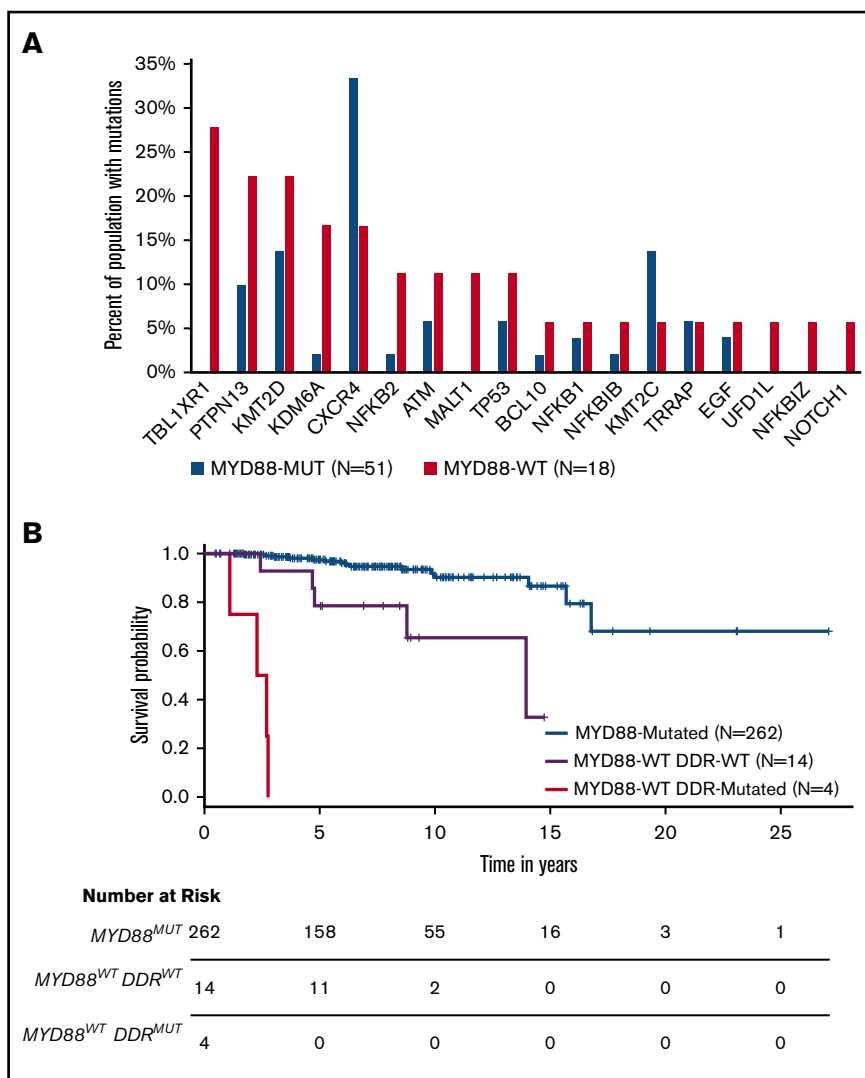 A
35%
30%
25%
20%
15%
10%
5%
0%
Percent of population with mutations
TBL1XR1
PTPN13
KMT2D
KDM6A
CXCR4
NFKB2
ATM
MALT1
TP53
BCL10
NFKB1
NFKBIB
KMT2C
TRRAP
EGF
UFD1L
NFKBIZ
NOTCH1
MYD88-MUT (N=51) MYD88-WT (N=18)
B
1.0
0.8
0.6
0.4
0.2
0.0
Survival probability
MYD88-Mutated (N=262)
MYD88-WT DDR-WT (N=14)
MYD88-WT DDR-Mutated (N=4)
0 5 10 15 20 25
Time in years
Number at Risk
MYD88MUT 262 158 55 16 3 1
MYD88WT DDRWT 14 11 2 0 0 0
MYD88WT DDRMUT 4 0 0 0 0 0